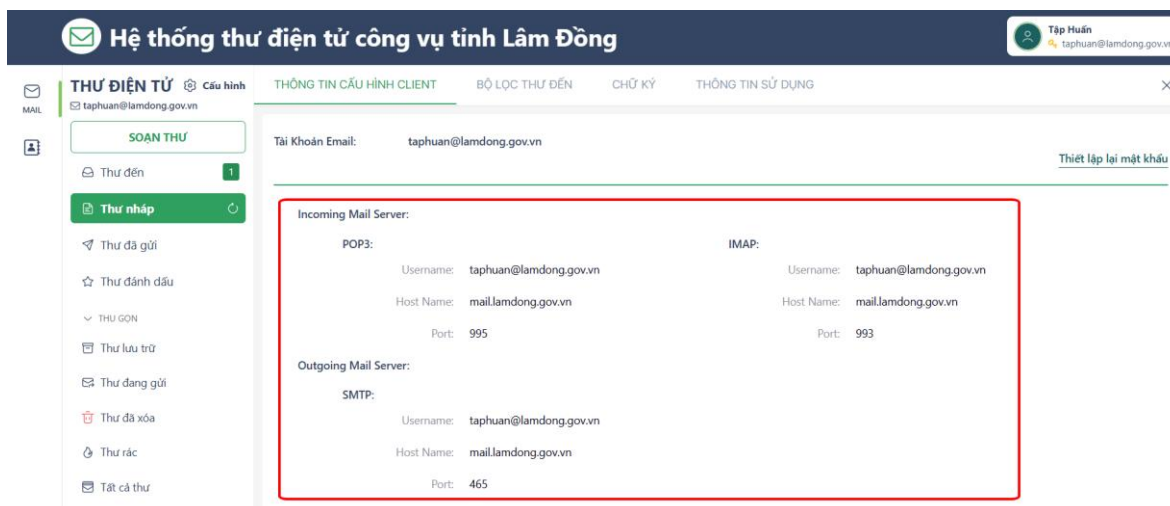 Hệ thống thư điện tử công vụ tỉnh Lâm Đồng
Tập Huấn
taphuan@lamdong.gov.vn
MAIL
THƯ ĐIỆN TỬ Cấu hình
taphuan@lamdong.gov.vn
SOẠN THƯ
Thư đến 1
Thư nháp
Thư đã gửi
Thư đánh dấu
THU GỌN
Thư lưu trữ
Thư đang gửi
Thư đã xóa
Thư rác
Tất cả thư
THÔNG TIN CẤU HÌNH CLIENT BỘ LỌC THƯ ĐẾN CHỮ KÝ THÔNG TIN SỬ DỤNG
Tài Khoản Email: taphuan@lamdong.gov.vn
Thiết lập lại mật khẩu
Incoming Mail Server:
POP3:
Username: taphuan@lamdong.gov.vn
Host Name: mail.lamdong.gov.vn
Port: 995
IMAP:
Username: taphuan@lamdong.gov.vn
Host Name: mail.lamdong.gov.vn
Port: 993
Outgoing Mail Server:
SMTP:
Username: taphuan@lamdong.gov.vn
Host Name: mail.lamdong.gov.vn
Port: 465